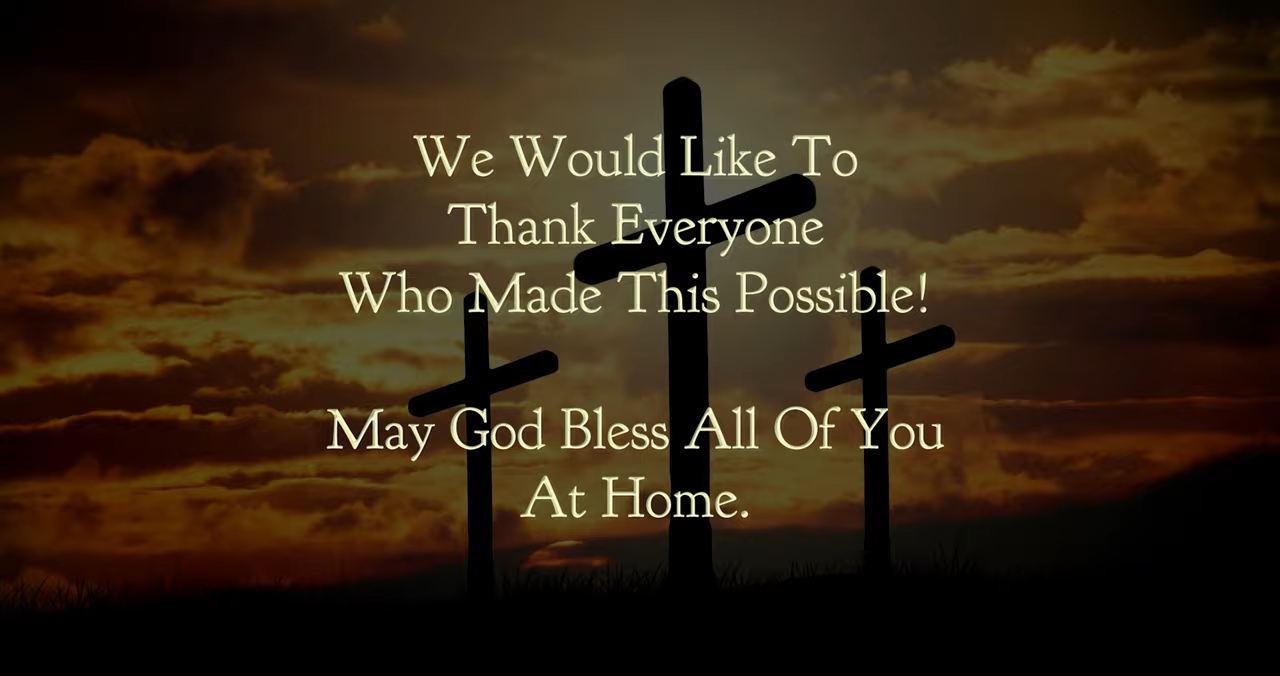 We Would Like To
Thank Everyone
Who Made This Possible!
May God Bless All Of You
At Home.